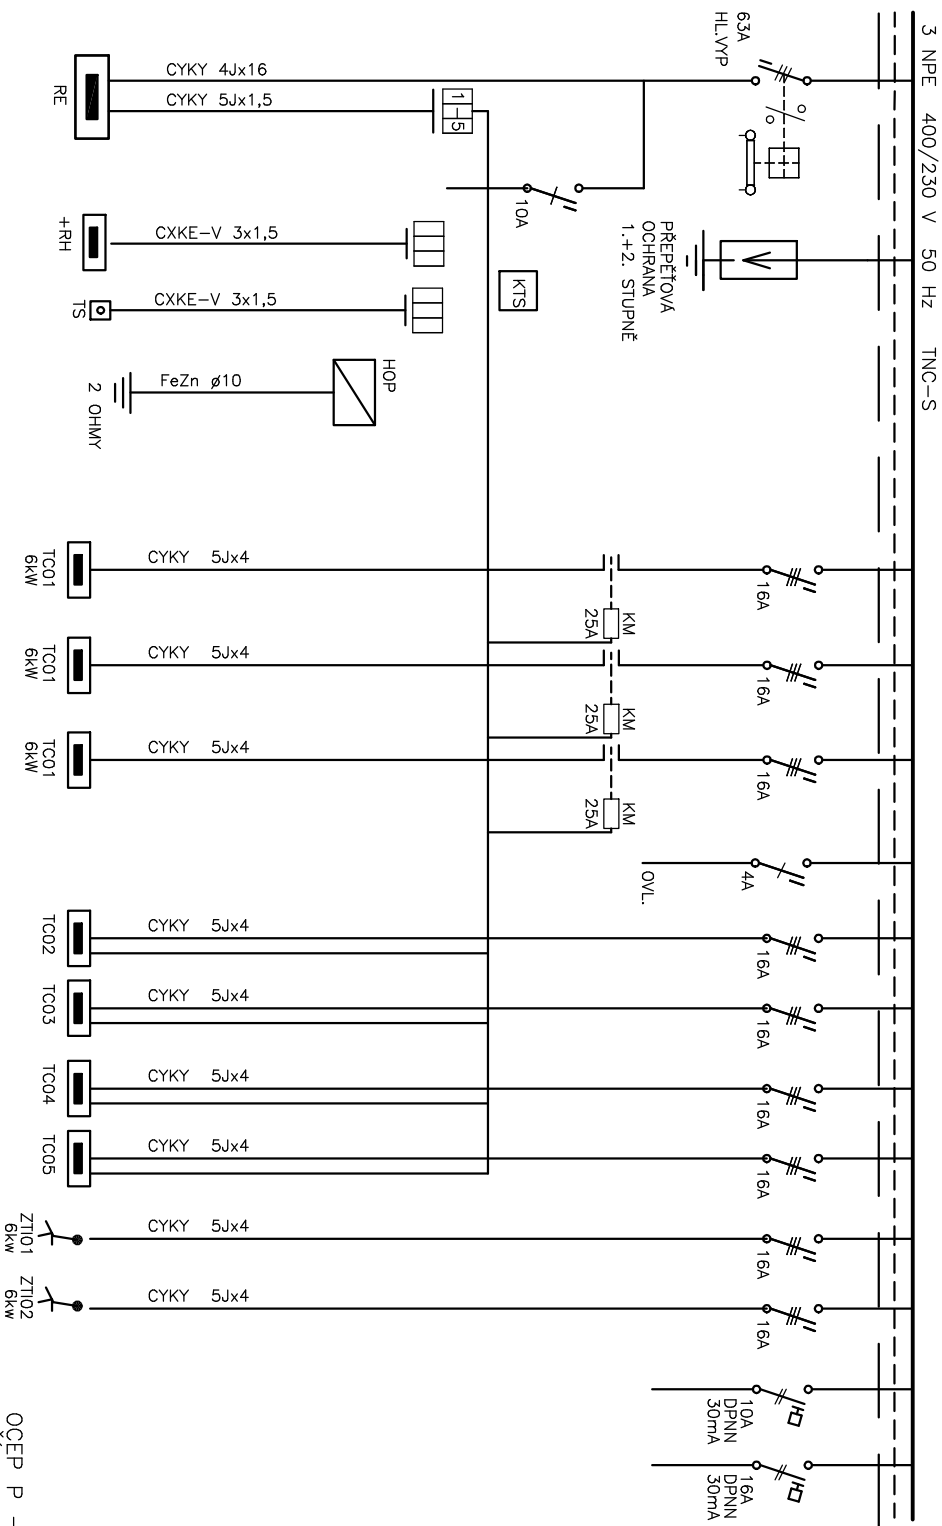 3 NPE 400/230 V 50 Hz TNC-S
63A
HL.VYP
PŘEPĚŤOVÁ
OCHRANA
1.+2. STUPNĚ
10A
KTS
1-5
CYKY 4Jx16
CYKY 5Jx1,5
RE
CXKE-V 3x1,5
+RH
CXKE-V 3x1,5
TS
HOP
FeZn ø10
2 OHMY
16A
KM
25A
CYKY 5Jx4
TC01
6kW
16A
KM
25A
CYKY 5Jx4
TC01
6kW
16A
KM
25A
CYKY 5Jx4
TC01
6kW
4A
OVL.
16A
CYKY 5Jx4
TC02
16A
CYKY 5Jx4
TC03
16A
CYKY 5Jx4
TC04
16A
CYKY 5Jx4
TC05
16A
CYKY 5Jx4
ZTI01
6kw
16A
CYKY 5Jx4
ZTI02
6kw
10A
DPNN
30mA
16A
DPNN
30mA
OCEP P -